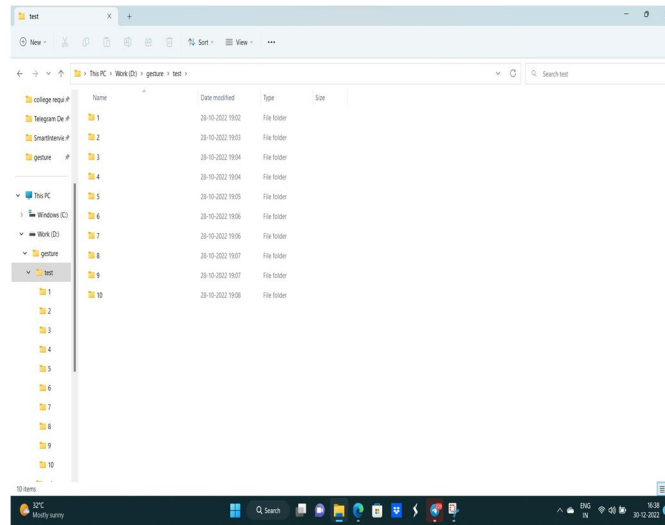 test
New
Sort
View
This PC > Work (D:) > gesture > test >
Search test
Name Date modified Type Size
college requi
Telegram De
SmartIntervie
gesture
This PC
Windows (C:)
Work (D:)
gesture
test
1
2
3
4
5
6
7
8
9
10
1 28-10-2022 19:02 File folder
2 28-10-2022 19:03 File folder
3 28-10-2022 19:04 File folder
4 28-10-2022 19:04 File folder
5 28-10-2022 19:05 File folder
6 28-10-2022 19:06 File folder
7 28-10-2022 19:06 File folder
8 28-10-2022 19:07 File folder
9 28-10-2022 19:07 File folder
10 28-10-2022 19:08 File folder
10 items
32°C
Mostly sunny
Search
ENG
IN
16:38
30-12-2022